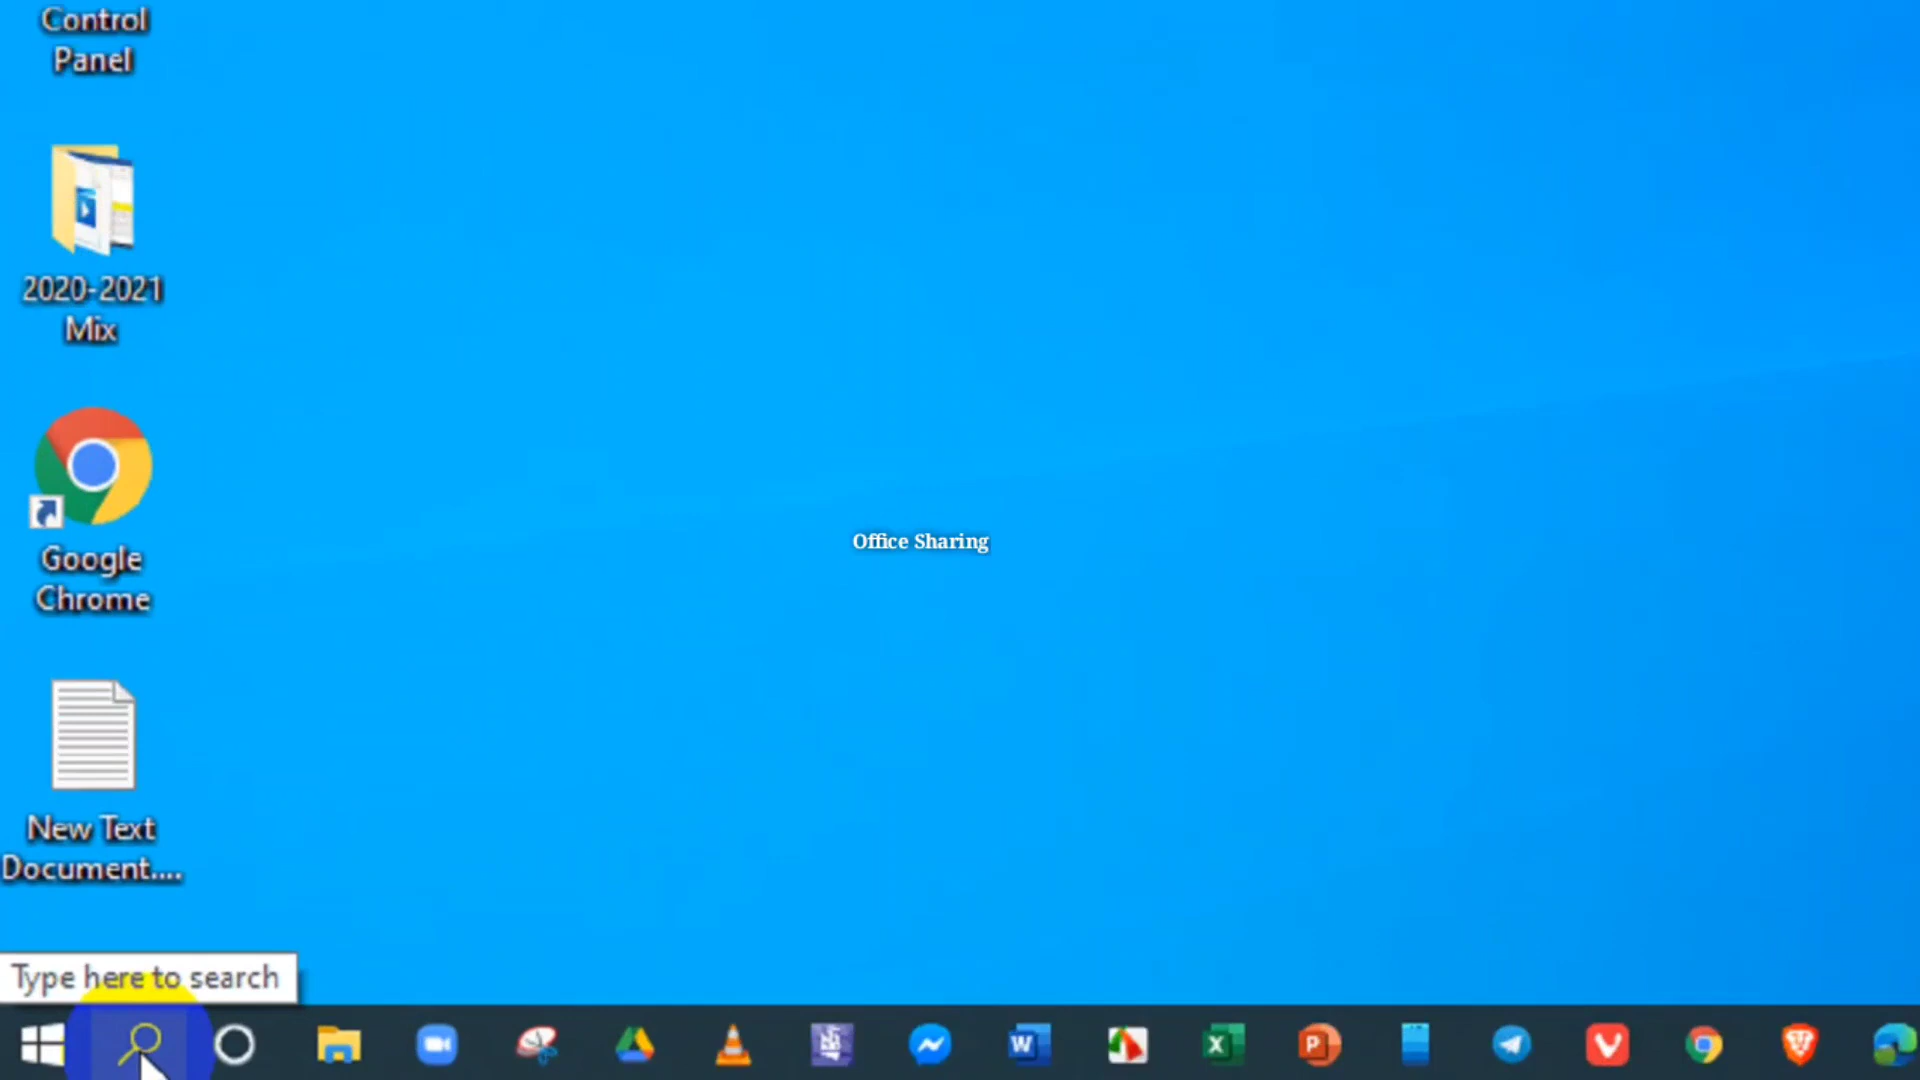 Control
Panel
2020-2021
Mix
Google
Chrome
Office Sharing
New Text
Document....
Type here to search
W
X
P